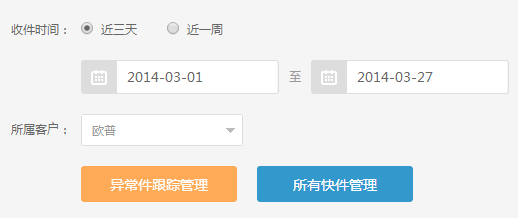 收件时间： 近三天 近一周
2014-03-01 至 2014-03-27
所属客户： 欧普
异常件跟踪管理 所有快件管理